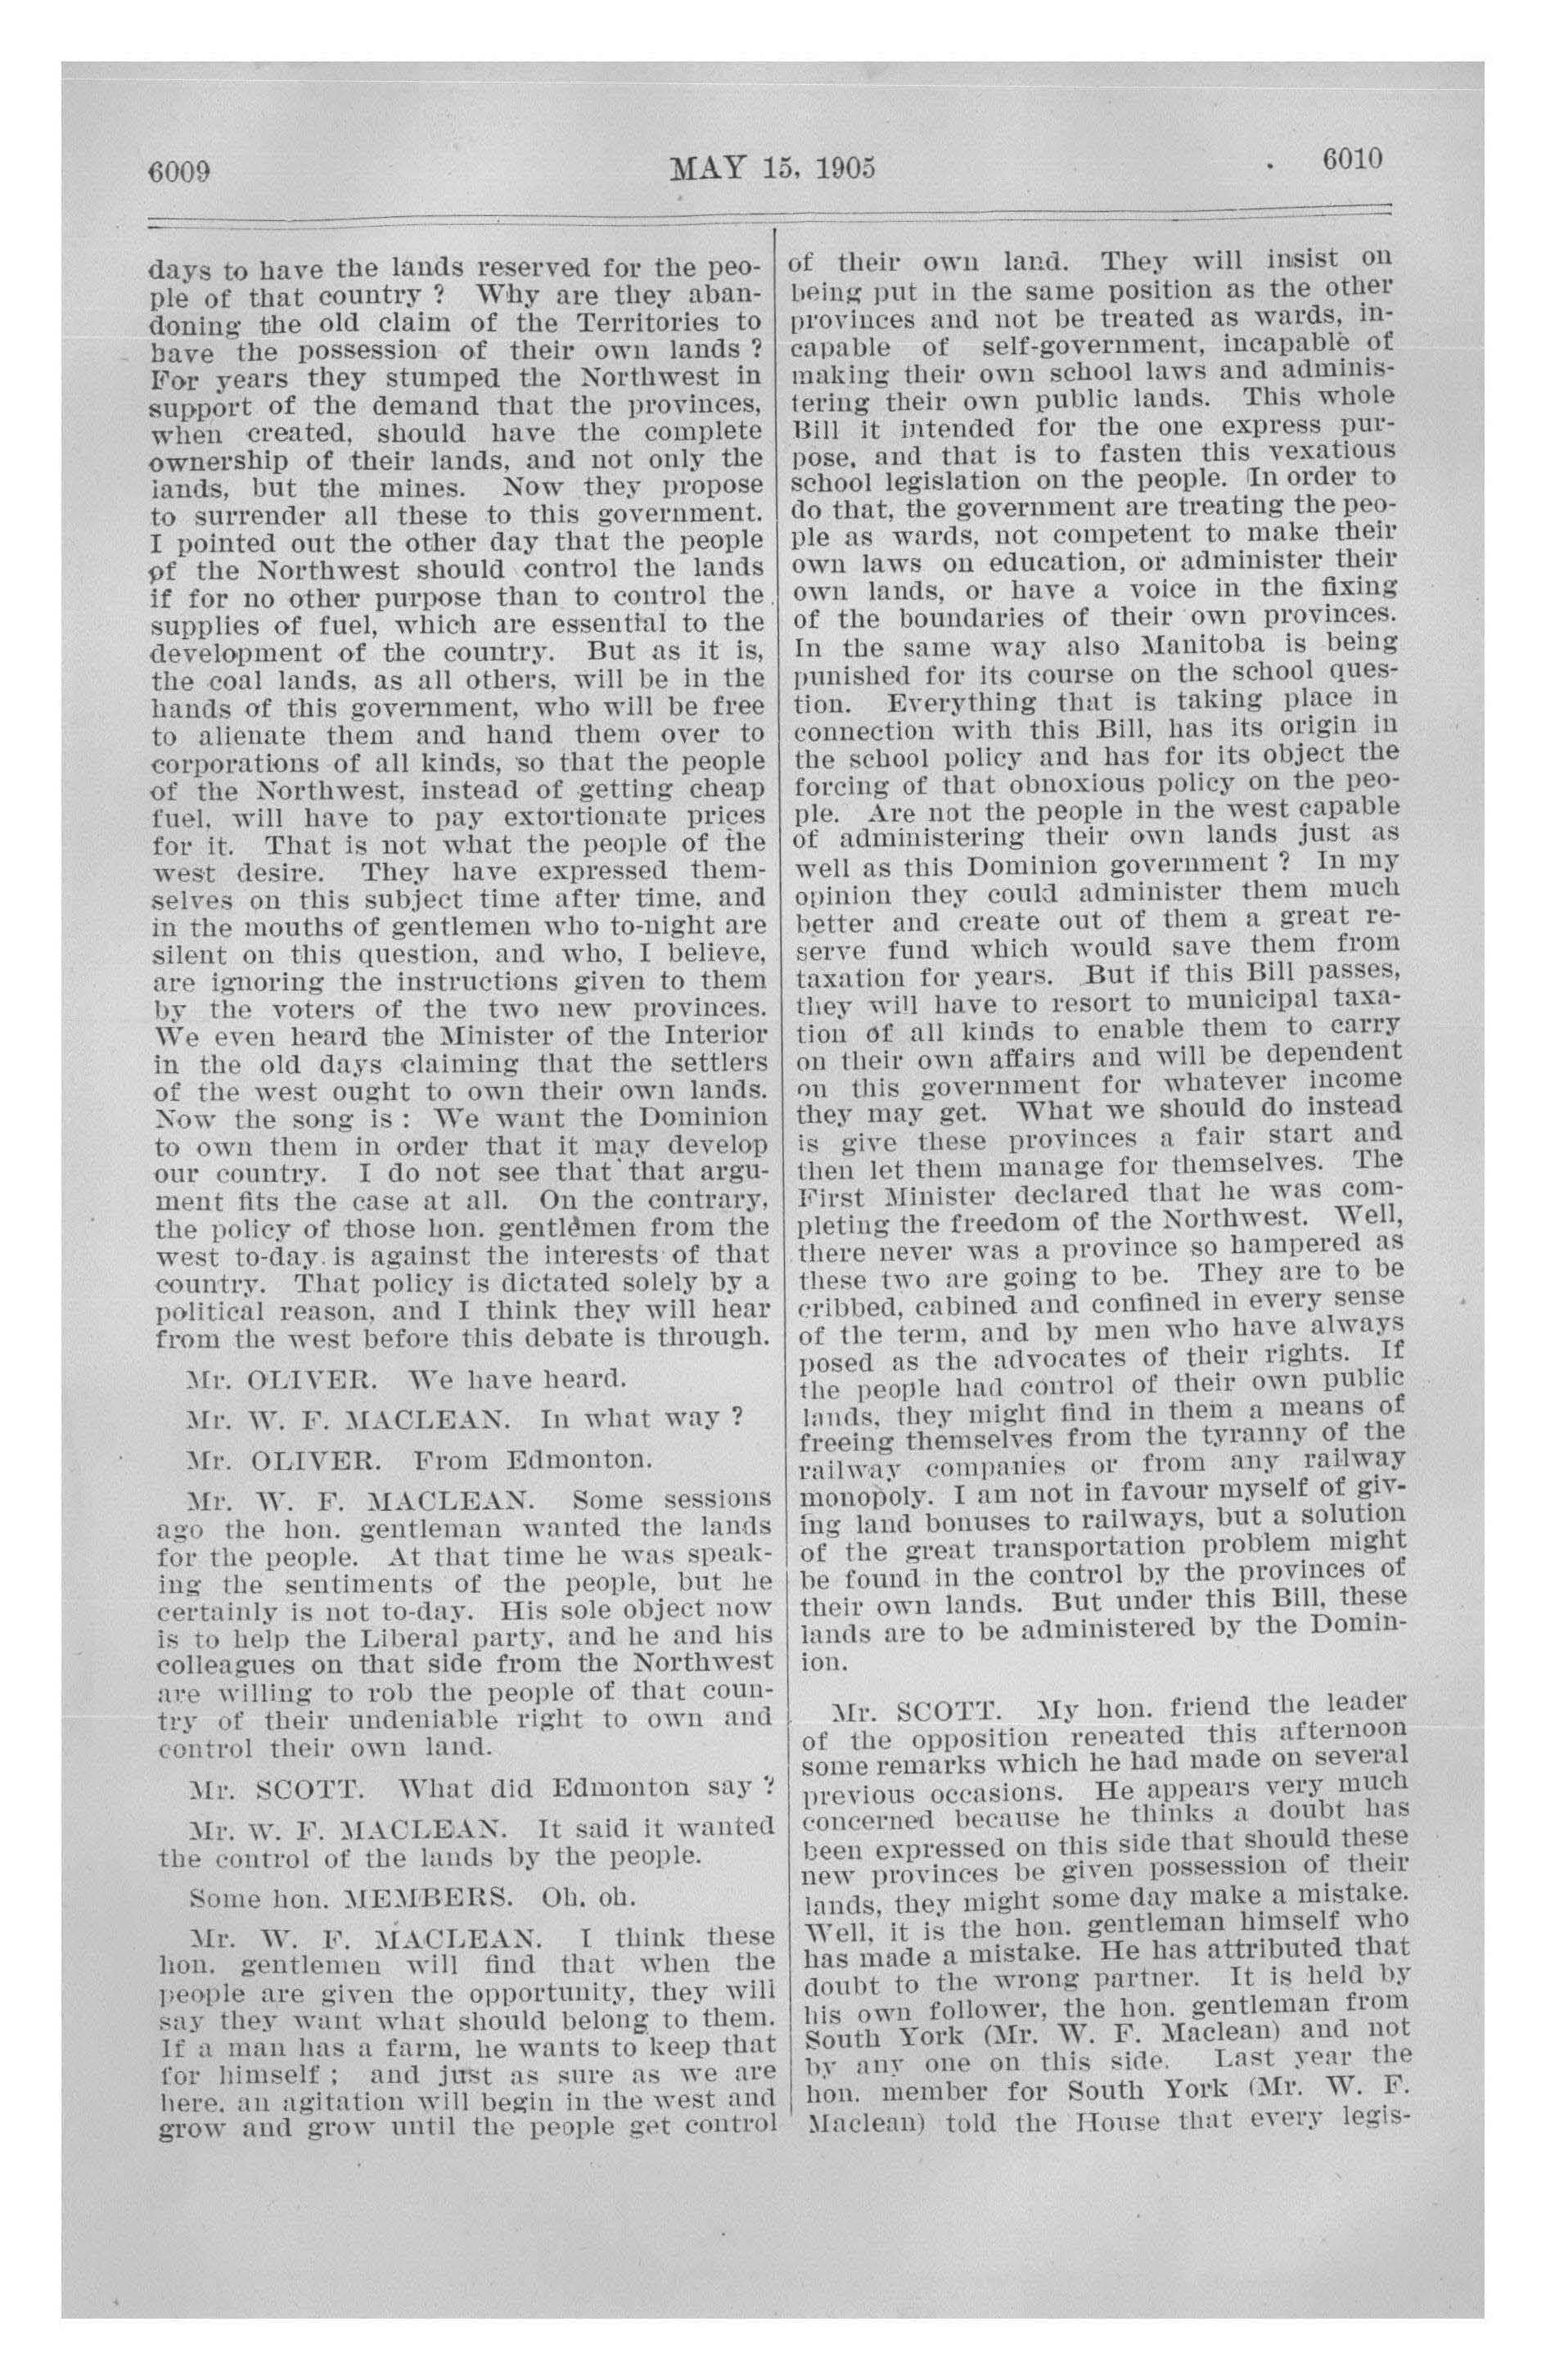 6009
MAY 15, 1905
6010
days to have the lands reserved for the peo-
ple of that country ? Why are they aban-
doning the old claim of the Territories to
have the possession of their own lands ?
For years they stumped the Northwest in
support of the demand that the provinces,
when created, should have the complete
ownership of their lands, and not only the
lands, but the mines. Now they propose
to surrender all these to this government.
I pointed out the other day that the people
of the Northwest should control the lands
if for no other purpose than to control the
supplies of fuel, which are essential to the
development of the country. But as it is,
the coal lands, as all others, will be in the
hands of this government, who will be free
to alienate them and hand them over to
corporations of all kinds, so that the people
of the Northwest, instead of getting cheap
fuel, will have to pay extortionate prices
for it. That is not what the people of the
west desire. They have expressed them-
selves on this subject time after time, and
in the mouths of gentlemen who to-night are
silent on this question, and who, I believe,
are ignoring the instructions given to them
by the voters of the two new provinces.
We even heard the Minister of the Interior
in the old days claiming that the settlers
of the west ought to own their own lands.
Now the song is : We want the Dominion
to own them in order that it may develop
our country. I do not see that that argu-
ment fits the case at all. On the contrary,
the policy of those hon. gentlemen from the
west to-day is against the interests of that
country. That policy is dictated solely by a
political reason, and I think they will hear
from the west before this debate is through.
Mr. OLIVER. We have heard.
Mr. W. F. MACLEAN. In what way ?
Mr. OLIVER. From Edmonton.
Mr. W. F. MACLEAN. Some sessions
ago the hon. gentleman wanted the lands
for the people. At that time he was speak-
ing the sentiments of the people, but he
certainly is not to-day. His sole object now
is to help the Liberal party, and he and his
colleagues on that side from the Northwest
are willing to rob the people of that coun-
try of their undeniable right to own and
control their own land.
Mr. SCOTT. What did Edmonton say ?
Mr. W. F. MACLEAN. It said it wanted
the control of the lands by the people.
Some hon. MEMBERS. Oh, oh.
Mr. W. F. MACLEAN. I think these
hon. gentlemen will find that when the
people are given the opportunity, they will
say they want what should belong to them.
If a man has a farm, he wants to keep that
for himself ; and just as sure as we are
here, an agitation will begin in the west and
grow and grow until the people get control
of their own land. They will insist on
being put in the same position as the other
provinces and not be treated as wards, in-
capable of self-government, incapable of
making their own school laws and adminis-
tering their own public lands. This whole
Bill it intended for the one express pur-
pose, and that is to fasten this vexatious
school legislation on the people. In order to
do that, the government are treating the peo-
ple as wards, not competent to make their
own laws on education, or administer their
own lands, or have a voice in the fixing
of the boundaries of their own provinces.
In the same way also Manitoba is being
punished for its course on the school ques-
tion. Everything that is taking place in
connection with this Bill, has its origin in
the school policy and has for its object the
forcing of that obnoxious policy on the peo-
ple. Are not the people in the west capable
of administering their own lands just as
well as this Dominion government ? In my
opinion they could administer them much
better and create out of them a great re-
serve fund which would save them from
taxation for years. But if this Bill passes,
they will have to resort to municipal taxa-
tion of all kinds to enable them to carry
on their own affairs and will be dependent
on this government for whatever income
they may get. What we should do instead
is give these provinces a fair start and
then let them manage for themselves. The
First Minister declared that he was com-
pleting the freedom of the Northwest. Well,
there never was a province so hampered as
these two are going to be. They are to be
cribbed, cabined and confined in every sense
of the term, and by men who have always
posed as the advocates of their rights. If
the people had control of their own public
lands, they might find in them a means of
freeing themselves from the tyranny of the
railway companies or from any railway
monopoly. I am not in favour myself of giv-
ing land bonuses to railways, but a solution
of the great transportation problem might
be found in the control by the provinces of
their own lands. But under this Bill, these
lands are to be administered by the Domin-
ion.
Mr. SCOTT. My hon. friend the leader
of the opposition repeated this afternoon
some remarks which he had made on several
previous occasions. He appears very much
concerned because he thinks a doubt has
been expressed on this side that should these
new provinces be given possession of their
lands, they might some day make a mistake.
Well, it is the hon. gentleman himself who
has made a mistake. He has attributed that
doubt to the wrong partner. It is held by
his own follower, the hon. gentleman from
South York (Mr. W. F. Maclean) and not
by any one on this side. Last year the
hon. member for South York (Mr. W. F.
Maclean) told the House that every legis-